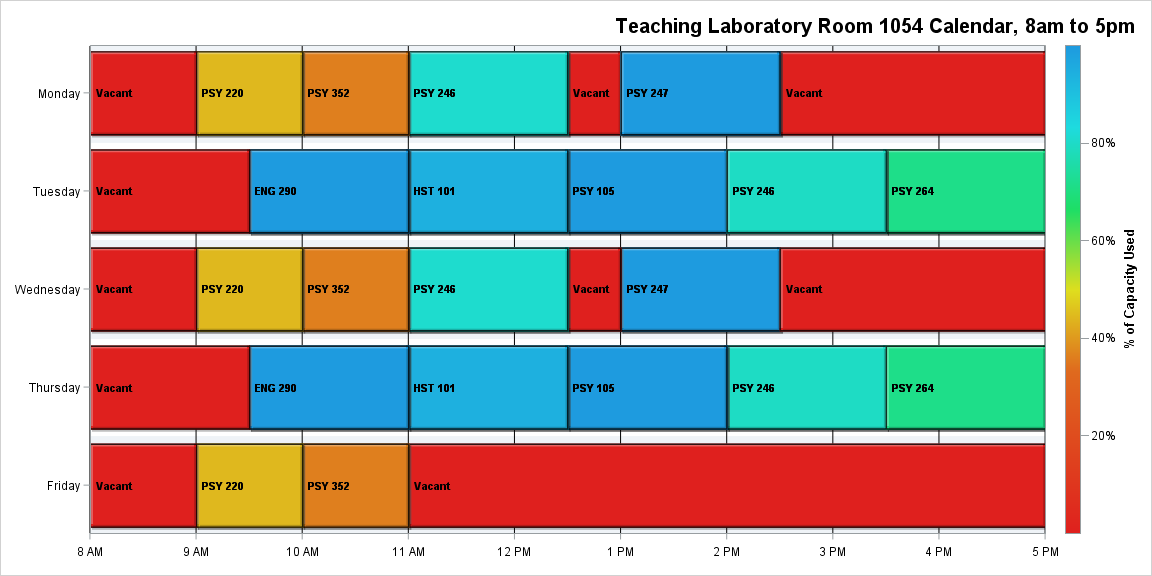 Teaching Laboratory Room 1054 Calendar, 8am to 5pm
Monday
Vacant
PSY 220
PSY 352
PSY 246
Vacant
PSY 247
Vacant
Tuesday
Vacant
ENG 290
HST 101
PSY 105
PSY 246
PSY 264
Wednesday
Vacant
PSY 220
PSY 352
PSY 246
Vacant
PSY 247
Vacant
Thursday
Vacant
ENG 290
HST 101
PSY 105
PSY 246
PSY 264
Friday
Vacant
PSY 220
PSY 352
Vacant
8 AM
9 AM
10 AM
11 AM
12 PM
1 PM
2 PM
3 PM
4 PM
5 PM
80%
60%
40%
20%
% of Capacity Used